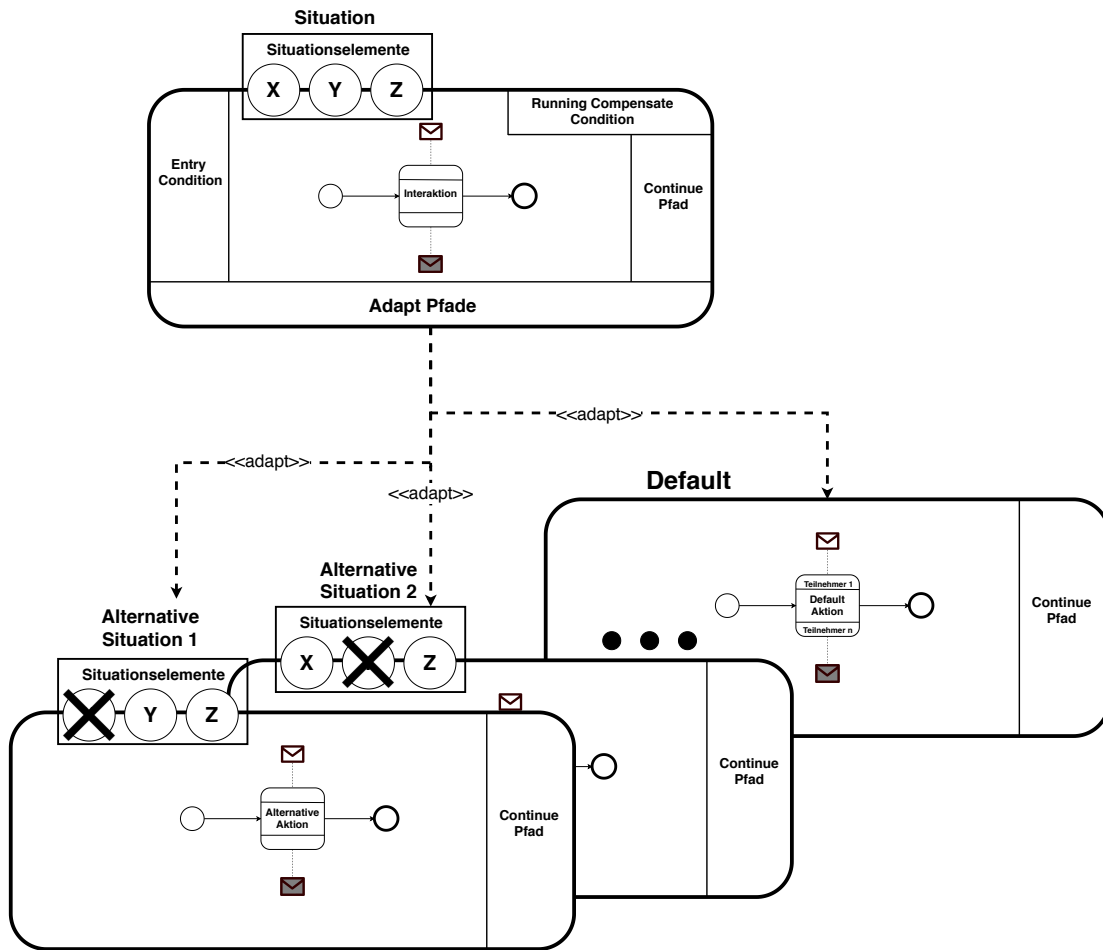 Situation
Situationselemente
X Y Z
Running Compensate
Condition
Entry
Condition
Interaktion
Continue
Pfad
Adapt Pfade
<<adapt>>
<<adapt>>
<<adapt>>
Default
Teilnehmer 1
Default
Aktion
Teilnehmer n
Continue
Pfad
Alternative
Situation 2
Situationselemente
X Z
Continue
Pfad
Alternative
Situation 1
Situationselemente
Y Z
Alternative
Aktion
Continue
Pfad